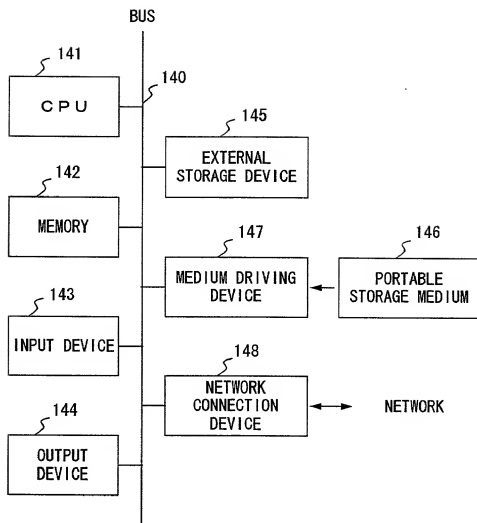 BUS
141
CPU
140
145
EXTERNAL
STORAGE DEVICE
142
MEMORY
147
MEDIUM DRIVING
DEVICE
146
PORTABLE
STORAGE MEDIUM
143
INPUT DEVICE
148
NETWORK
CONNECTION
DEVICE
NETWORK
144
OUTPUT
DEVICE